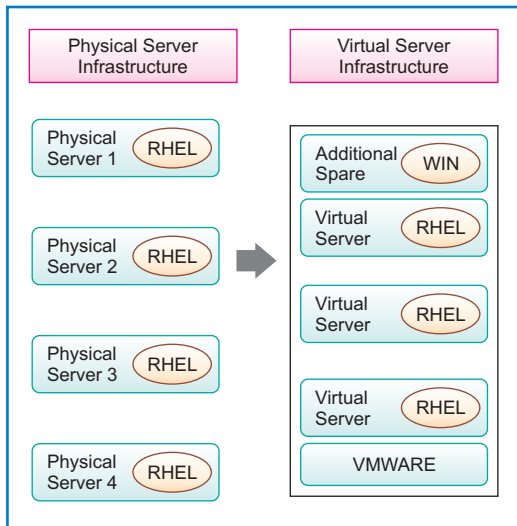 Physical Server
Infrastructure
Virtual Server
Infrastructure
Physical
Server 1
RHEL
Physical
Server 2
RHEL
Physical
Server 3
RHEL
Physical
Server 4
RHEL
Additional
Spare
WIN
Virtual
Server
RHEL
Virtual
Server
RHEL
Virtual
Server
RHEL
VMWARE